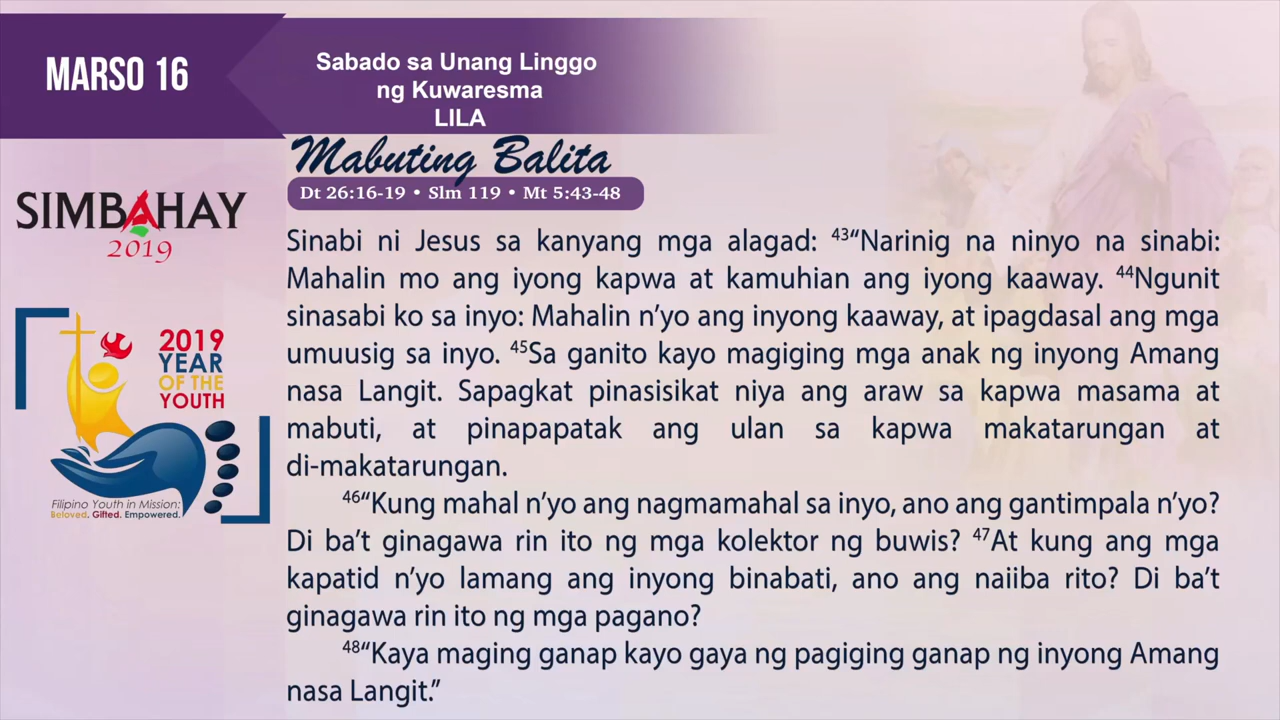 MARSO 16
Sabado sa Unang Linggo
ng Kuwaresma
LILA
Mabuting Balita
Dt 26:16-19 • Slm 119 • Mt 5:43-48
SIMBAHAY
2019
2019
YEAR
OF THE
YOUTH
Filipino Youth in Mission:
Beloved. Gifted. Empowered.
Sinabi ni Jesus sa kanyang mga alagad: 43“Narinig na ninyo na sinabi:
Mahalin mo ang iyong kapwa at kamuhian ang iyong kaaway. 44Ngunit
sinasabi ko sa inyo: Mahalin n’yo ang inyong kaaway, at ipagdasal ang mga
umuusig sa inyo. 45Sa ganito kayo magiging mga anak ng inyong Amang
nasa Langit. Sapagkat pinasisikat niya ang araw sa kapwa masama at
mabuti, at pinapapatak ang ulan sa kapwa makatarungan at
di-makatarungan.
46“Kung mahal n’yo ang nagmamahal sa inyo, ano ang gantimpala n’yo?
Di ba’t ginagawa rin ito ng mga kolektor ng buwis? 47At kung ang mga
kapatid n’yo lamang ang inyong binabati, ano ang naiiba rito? Di ba’t
ginagawa rin ito ng mga pagano?
48“Kaya maging ganap kayo gaya ng pagiging ganap ng inyong Amang
nasa Langit.”